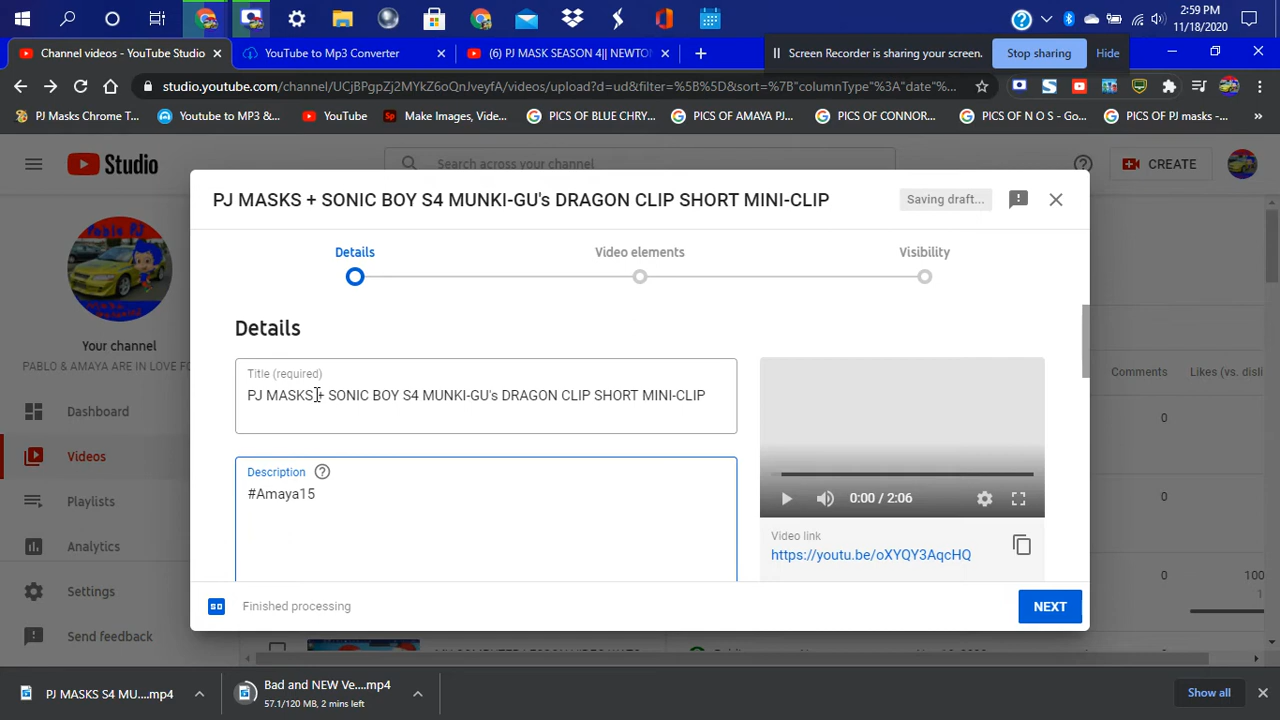 2:59 PM
11/18/2020
Channel videos - YouTube Studio
YouTube to Mp3 Converter
(6) PJ MASK SEASON 4|| NEWTON
Screen Recorder is sharing your screen.
Stop sharing
Hide
studio.youtube.com/channel/UCjBPgpZj2MYkZ6QnJveyfA/videos/upload?d=ud&filter=%5B%5D&sort=%7B"columnType"%3A"date"%...
PJ Masks Chrome T...
Youtube to MP3 &...
YouTube
Make Images, Vide...
PICS OF BLUE CHRY...
PICS OF AMAYA PJ...
PICS OF CONNOR...
PICS OF N O S - Go...
PICS OF PJ masks -...
»
Studio
Search across your channel
CREATE
PJ MASKS + SONIC BOY S4 MUNKI-GU's DRAGON CLIP SHORT MINI-CLIP
Saving draft...
Details
Video elements
Visibility
Pablo PJ
Your channel
PABLO & AMAYA ARE IN LOVE FO
Dashboard
Videos
Playlists
Analytics
Settings
Send feedback
Details
Title (required)
PJ MASKS + SONIC BOY S4 MUNKI-GU's DRAGON CLIP SHORT MINI-CLIP
Description
#Amaya15
0:00 / 2:06
Video link
https://youtu.be/oXYQY3AqcHQ
SD
Finished processing
NEXT
Comments
Likes (vs. disli
0
0
0
100
1
PJ MASKS S4 MU....mp4
Bad and NEW Ve....mp4
57.1/120 MB, 2 mins left
Show all